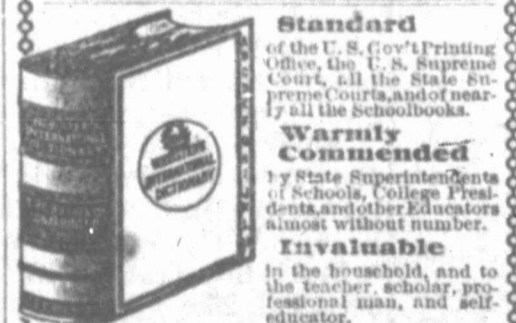 WEBSTER'S
INTERNATIONAL
DICTIONARY
Standard
of the U. S. Gov't Printing
Office, the U. S. Supreme
Court, all the State Su-
preme Courts, and of near-
ly all the Schoolbooks.
Warmly
Commended
by State Superintendents
of Schools, College Presi-
dents, and other Educators
almost without number.
Invaluable
in the household, and to
the teacher, scholar, pro-
fessional man, and self-
educator.